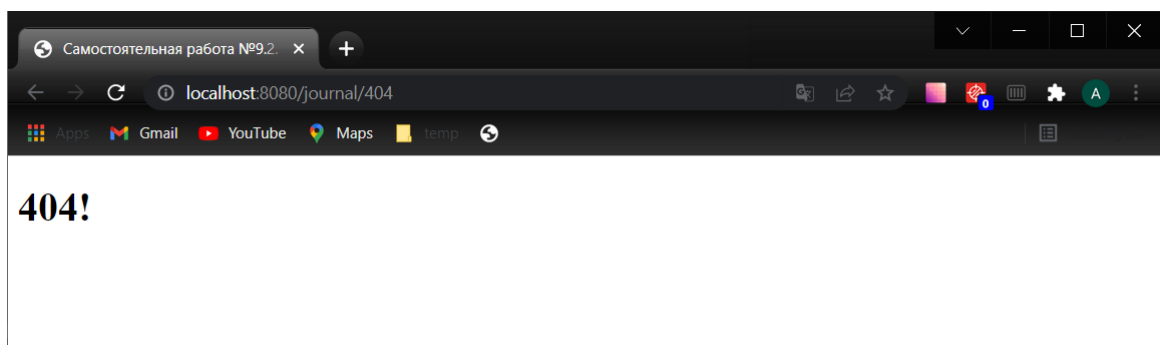 Самостоятельная работа №9.2.
localhost:8080/journal/404
0
A
Apps Gmail YouTube Maps temp
404!